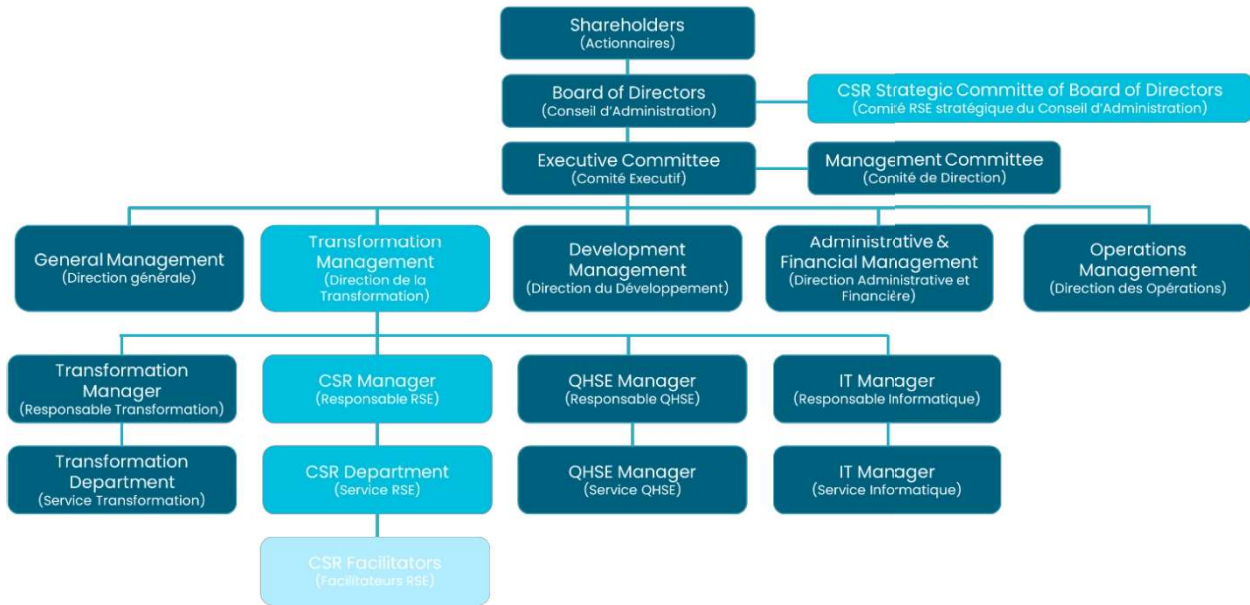 Shareholders
(Actionnaires)
Board of Directors
(Conseil d'Administration)
CSR Strategic Committe of Board of Directors
(Comité RSE stratégique du Conseil d'Administration)
Executive Committee
(Comité Executif)
Management Committee
(Comité de Direction)
General Management
(Direction générale)
Transformation
Management
(Direction de la
Transformation)
Development
Management
(Direction du Développement)
Administrative &
Financial Management
(Direction Administrative et
Financière)
Operations
Management
(Direction des Opérations)
Transformation
Manager
(Responsable Transformation)
CSR Manager
(Responsable RSE)
QHSE Manager
(Responsable QHSE)
IT Manager
(Responsable Informatique)
Transformation
Department
(Service Transformation)
CSR Department
(Service RSE)
QHSE Manager
(Service QHSE)
IT Manager
(Service Informatique)
CSR Facilitators
(Facilitateurs RSE)